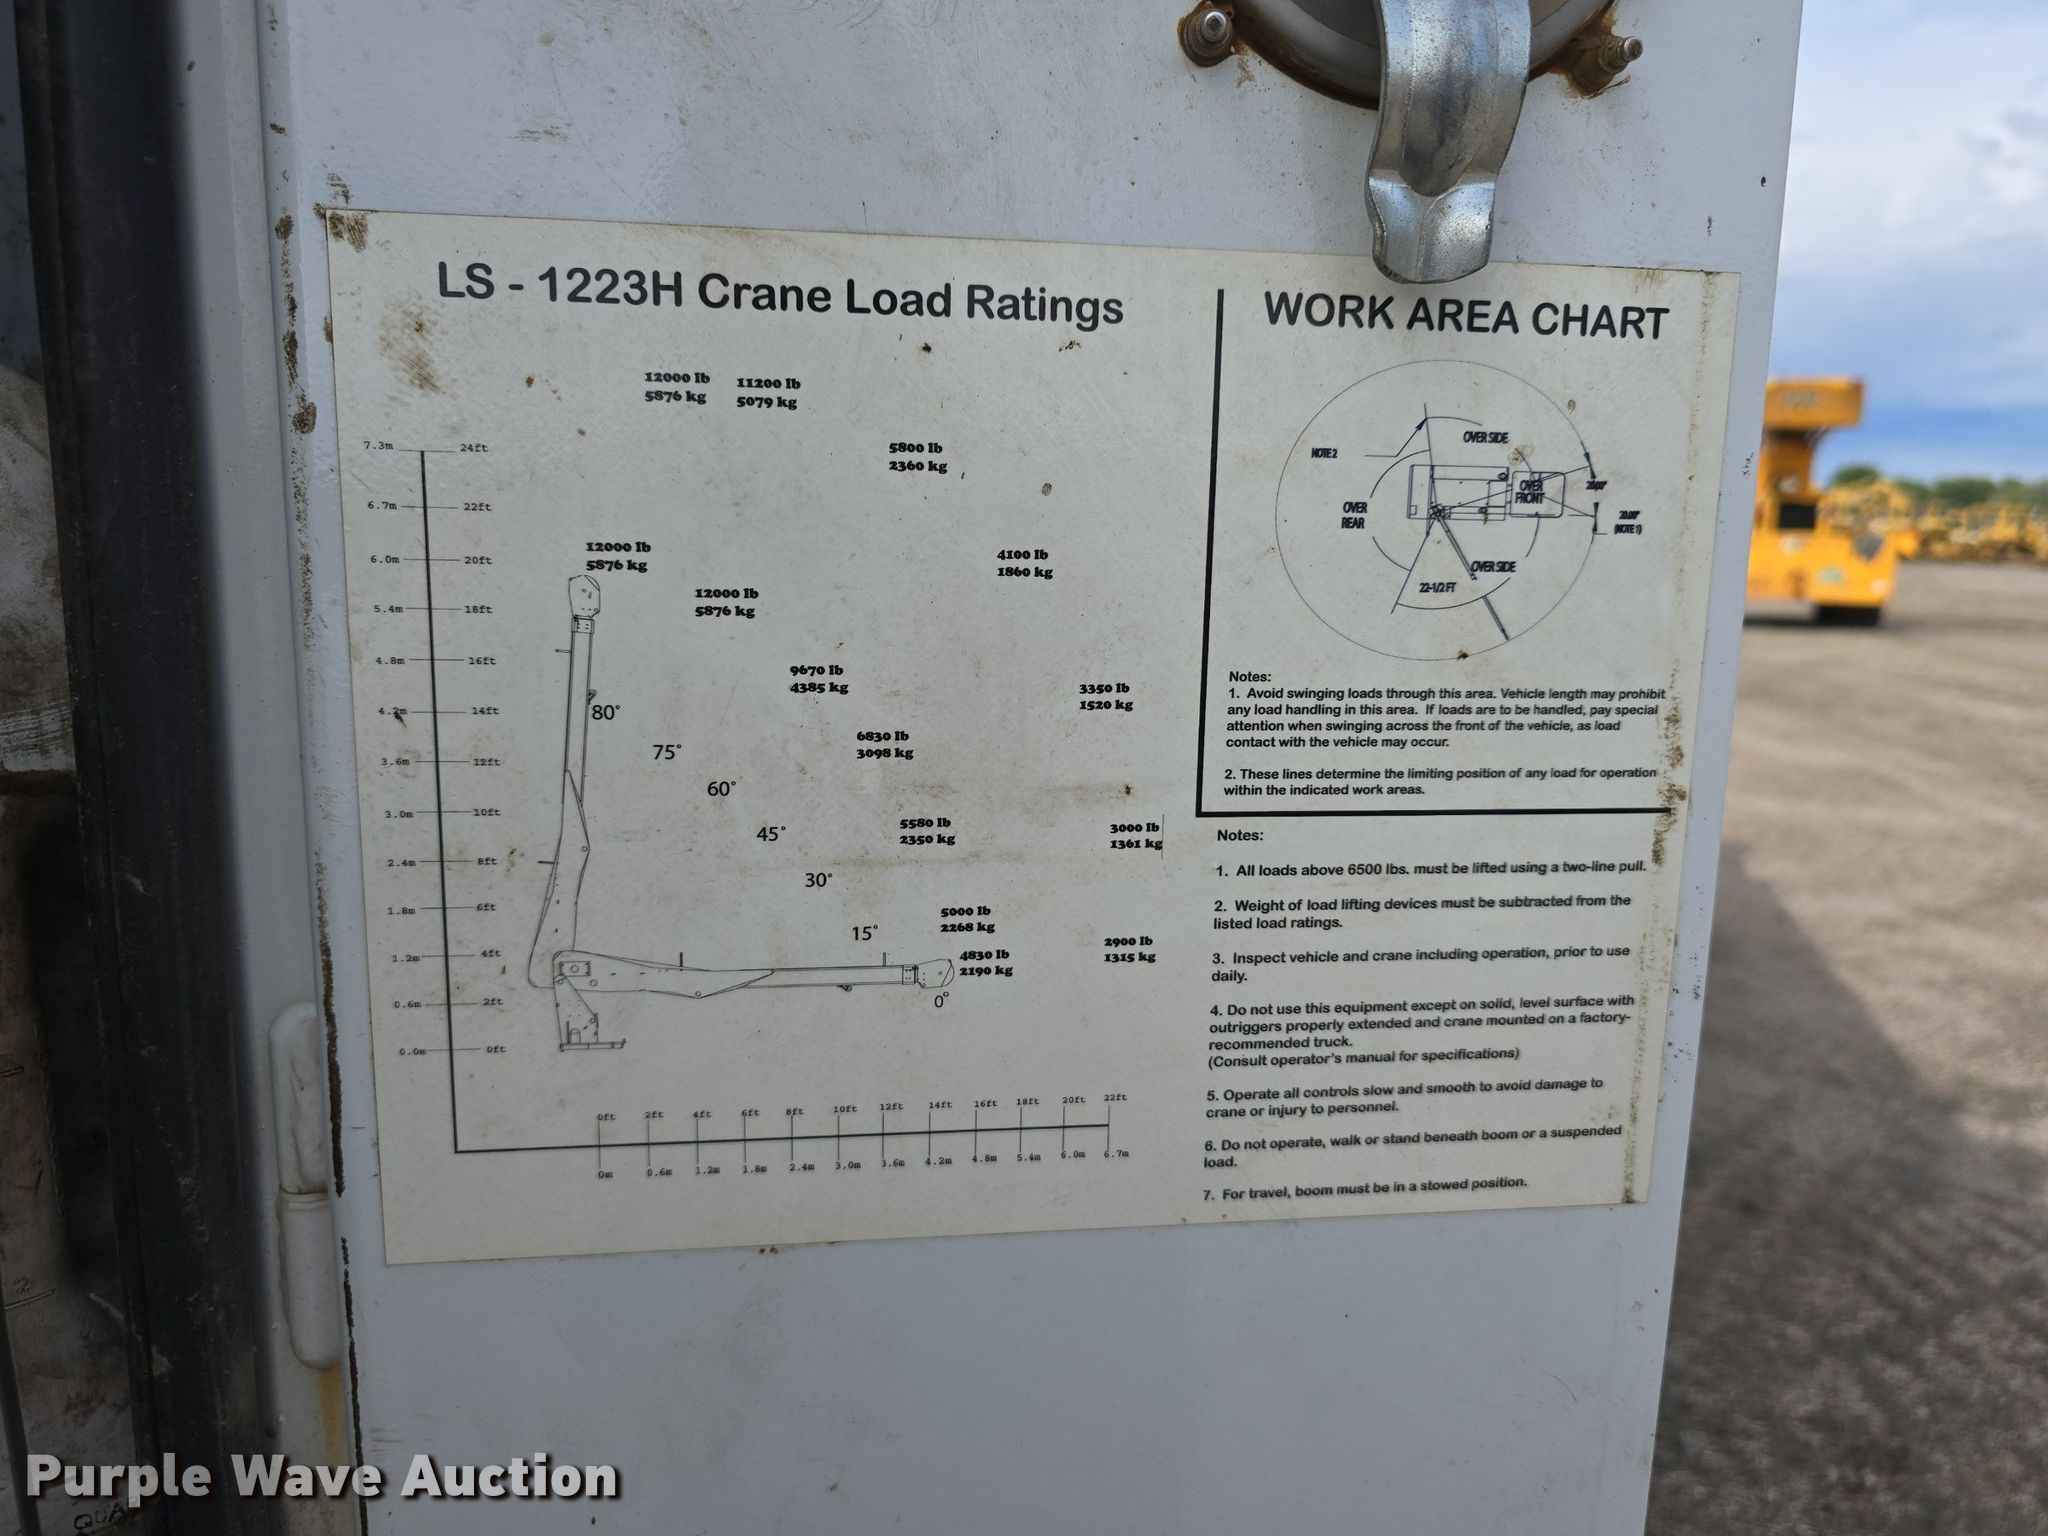 LS - 1223H Crane Load Ratings
12000 lb
5876 kg
11200 lb
5079 kg
5800 lb
2360 kg
12000 lb
5876 kg
12000 lb
5876 kg
4100 lb
1860 kg
9670 lb
4385 kg
3350 lb
1520 kg
6830 lb
3098 kg
5580 lb
2350 kg
3000 lb
1361 kg
5000 lb
2268 kg
4830 lb
2190 kg
2900 lb
1315 kg
80°
75°
60°
45°
30°
15°
0°
7.3m 24ft
6.7m 22ft
6.0m 20ft
5.4m 18ft
4.8m 16ft
4.2m 14ft
3.6m 12ft
3.0m 10ft
2.4m 8ft
1.8m 6ft
1.2m 4ft
0.6m 2ft
0.0m 0ft
0ft 2ft 4ft 6ft 8ft 10ft 12ft 14ft 16ft 18ft 20ft 22ft
0m 0.6m 1.2m 1.8m 2.4m 3.0m 3.6m 4.2m 4.8m 5.4m 6.0m 6.7m
WORK AREA CHART
NOTE 2
OVER SIDE
OVER
FRONT
OVER
REAR
20.00°
20.00°
(NOTE 1)
OVER SIDE
22-1/2 FT
Notes:
1. Avoid swinging loads through this area. Vehicle length may prohibit
any load handling in this area. If loads are to be handled, pay special
attention when swinging across the front of the vehicle, as load
contact with the vehicle may occur.
2. These lines determine the limiting position of any load for operation
within the indicated work areas.
Notes:
1. All loads above 6500 lbs. must be lifted using a two-line pull.
2. Weight of load lifting devices must be subtracted from the
listed load ratings.
3. Inspect vehicle and crane including operation, prior to use
daily.
4. Do not use this equipment except on solid, level surface with
outriggers properly extended and crane mounted on a factory-
recommended truck.
(Consult operator's manual for specifications)
5. Operate all controls slow and smooth to avoid damage to
crane or injury to personnel.
6. Do not operate, walk or stand beneath boom or a suspended
load.
7. For travel, boom must be in a stowed position.
Purple Wave Auction